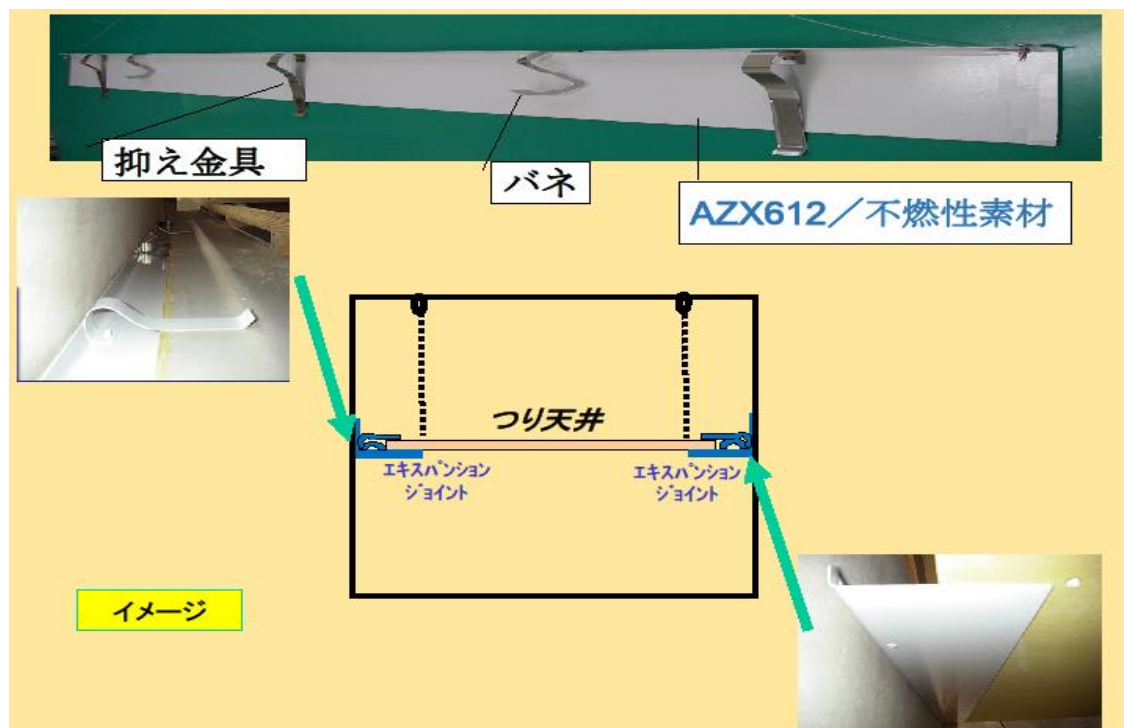 抑え金具
バネ
AZX612/不燃性素材
つり天井
エキスパンション
ジョイント
エキスパンション
ジョイント
イメージ